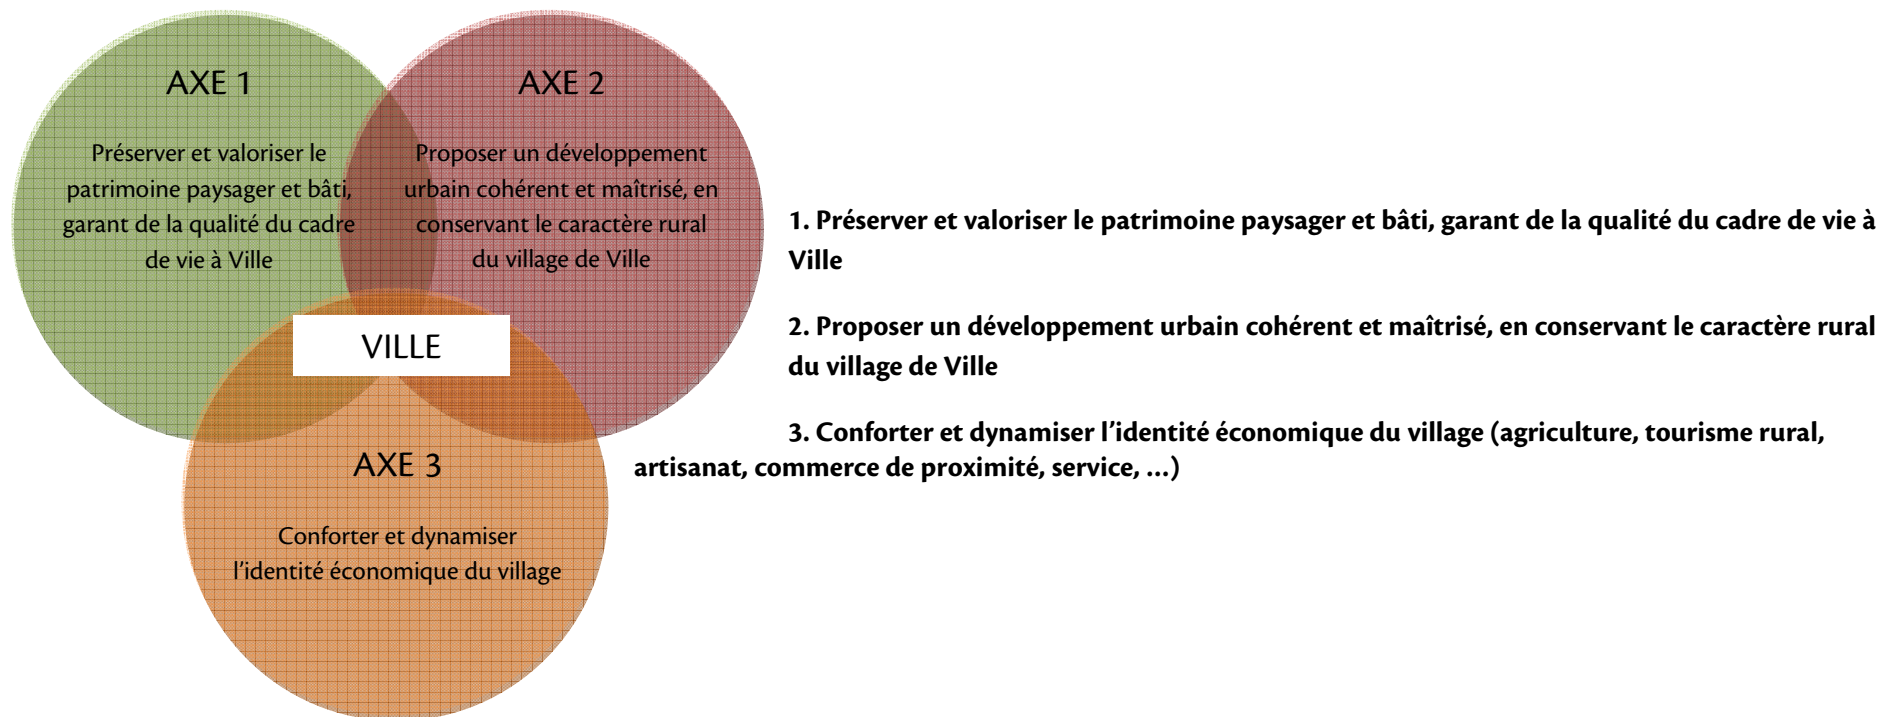 AXE 1
Préserver et valoriser le
patrimoine paysager et bâti,
garant de la qualité du cadre
de vie à Ville
AXE 2
Proposer un développement
urbain cohérent et maîtrisé, en
conservant le caractère rural
du village de Ville
VILLE
AXE 3
Conforter et dynamiser
l’identité économique du village
1. Préserver et valoriser le patrimoine paysager et bâti, garant de la qualité du cadre de vie à
Ville
2. Proposer un développement urbain cohérent et maîtrisé, en conservant le caractère rural
du village de Ville
3. Conforter et dynamiser l’identité économique du village (agriculture, tourisme rural,
artisanat, commerce de proximité, service, …)